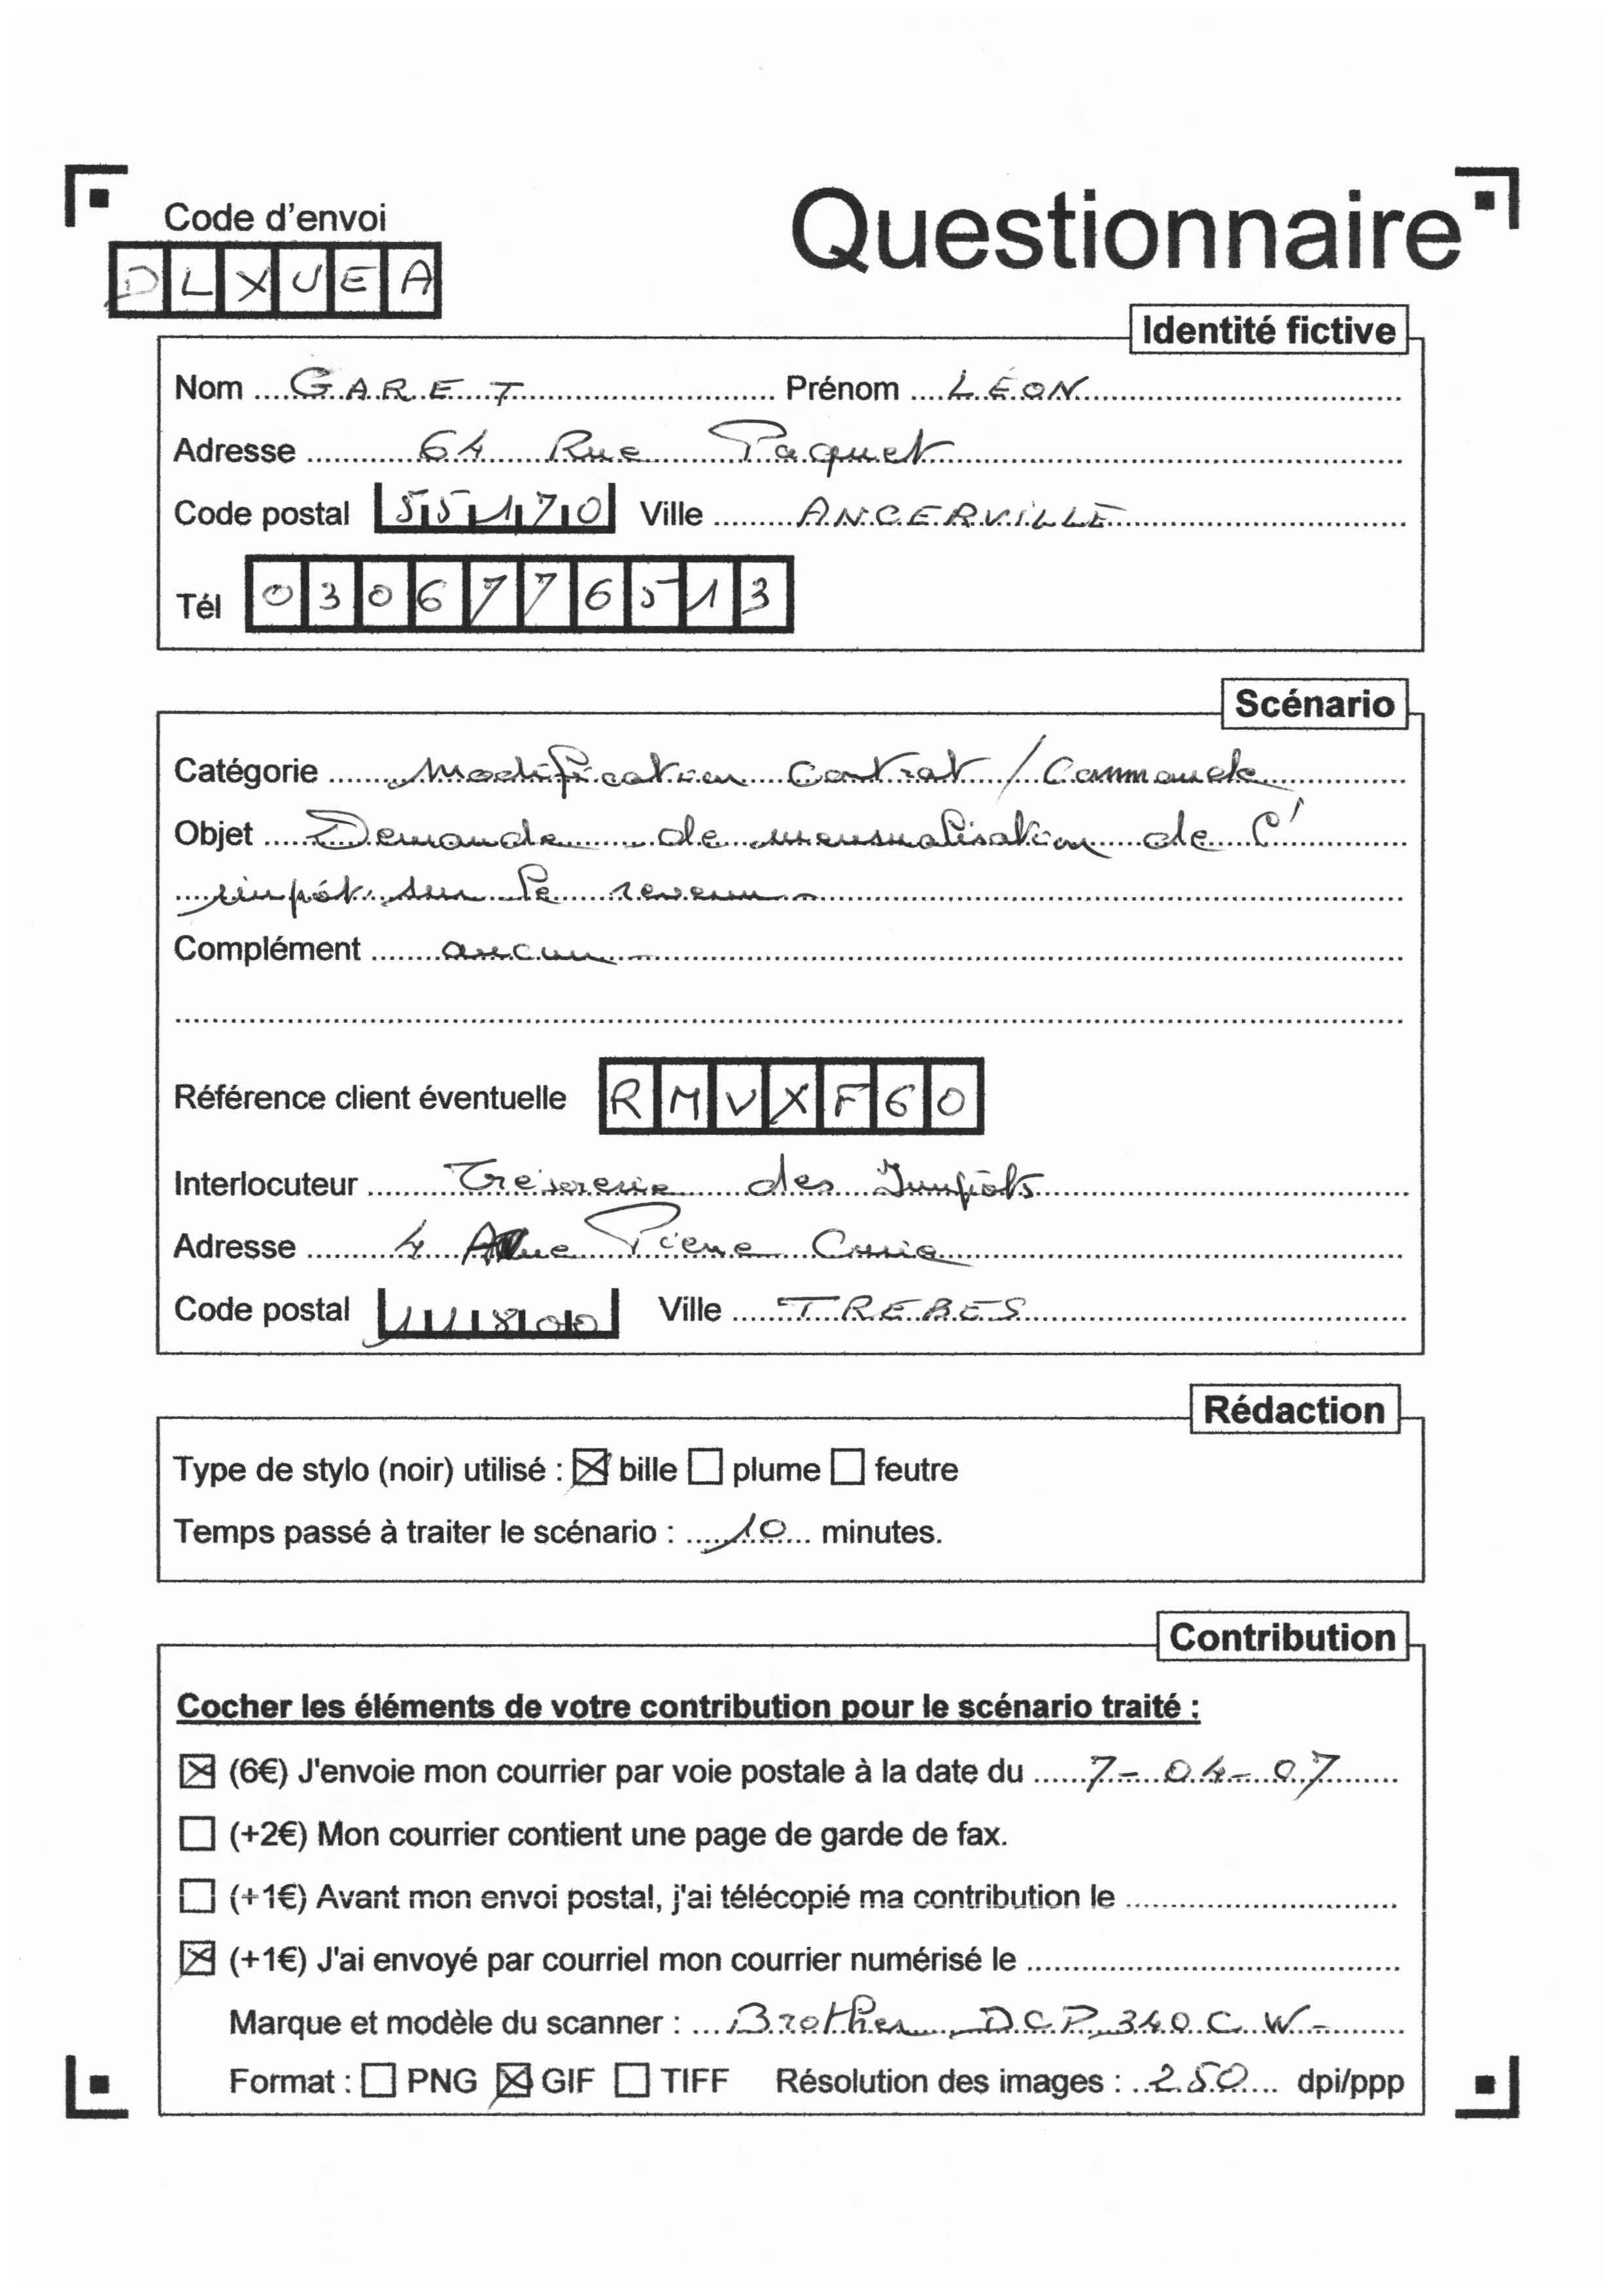 Code d'envoi
Questionnaire
DLXUEA
Identité fictive
Nom GARET Prénom LÉON
Adresse 64 Rue Paquet
Code postal 55170 Ville ANCERVILLE
Tél 0306776513
Scénario
Catégorie Modification Contrat / Commande
Objet Demande de mensualisation de l'
impôt sur le revenu
Complément aucun
Référence client éventuelle RMVXF60
Interlocuteur Trésorerie des Impôts
Adresse 4 Pierre Curie
Code postal 11800 Ville TREBES
Rédaction
Type de stylo (noir) utilisé : bille plume feutre
Temps passé à traiter le scénario : 10 minutes.
Contribution
Cocher les éléments de votre contribution pour le scénario traité :
(6€) J'envoie mon courrier par voie postale à la date du 7-04-07
(+2€) Mon courrier contient une page de garde de fax.
(+1€) Avant mon envoi postal, j'ai télécopié ma contribution le
(+1€) J'ai envoyé par courriel mon courrier numérisé le
Marque et modèle du scanner : Brother DCP 340 CW-
Format : PNG GIF TIFF Résolution des images : 250 dpi/ppp